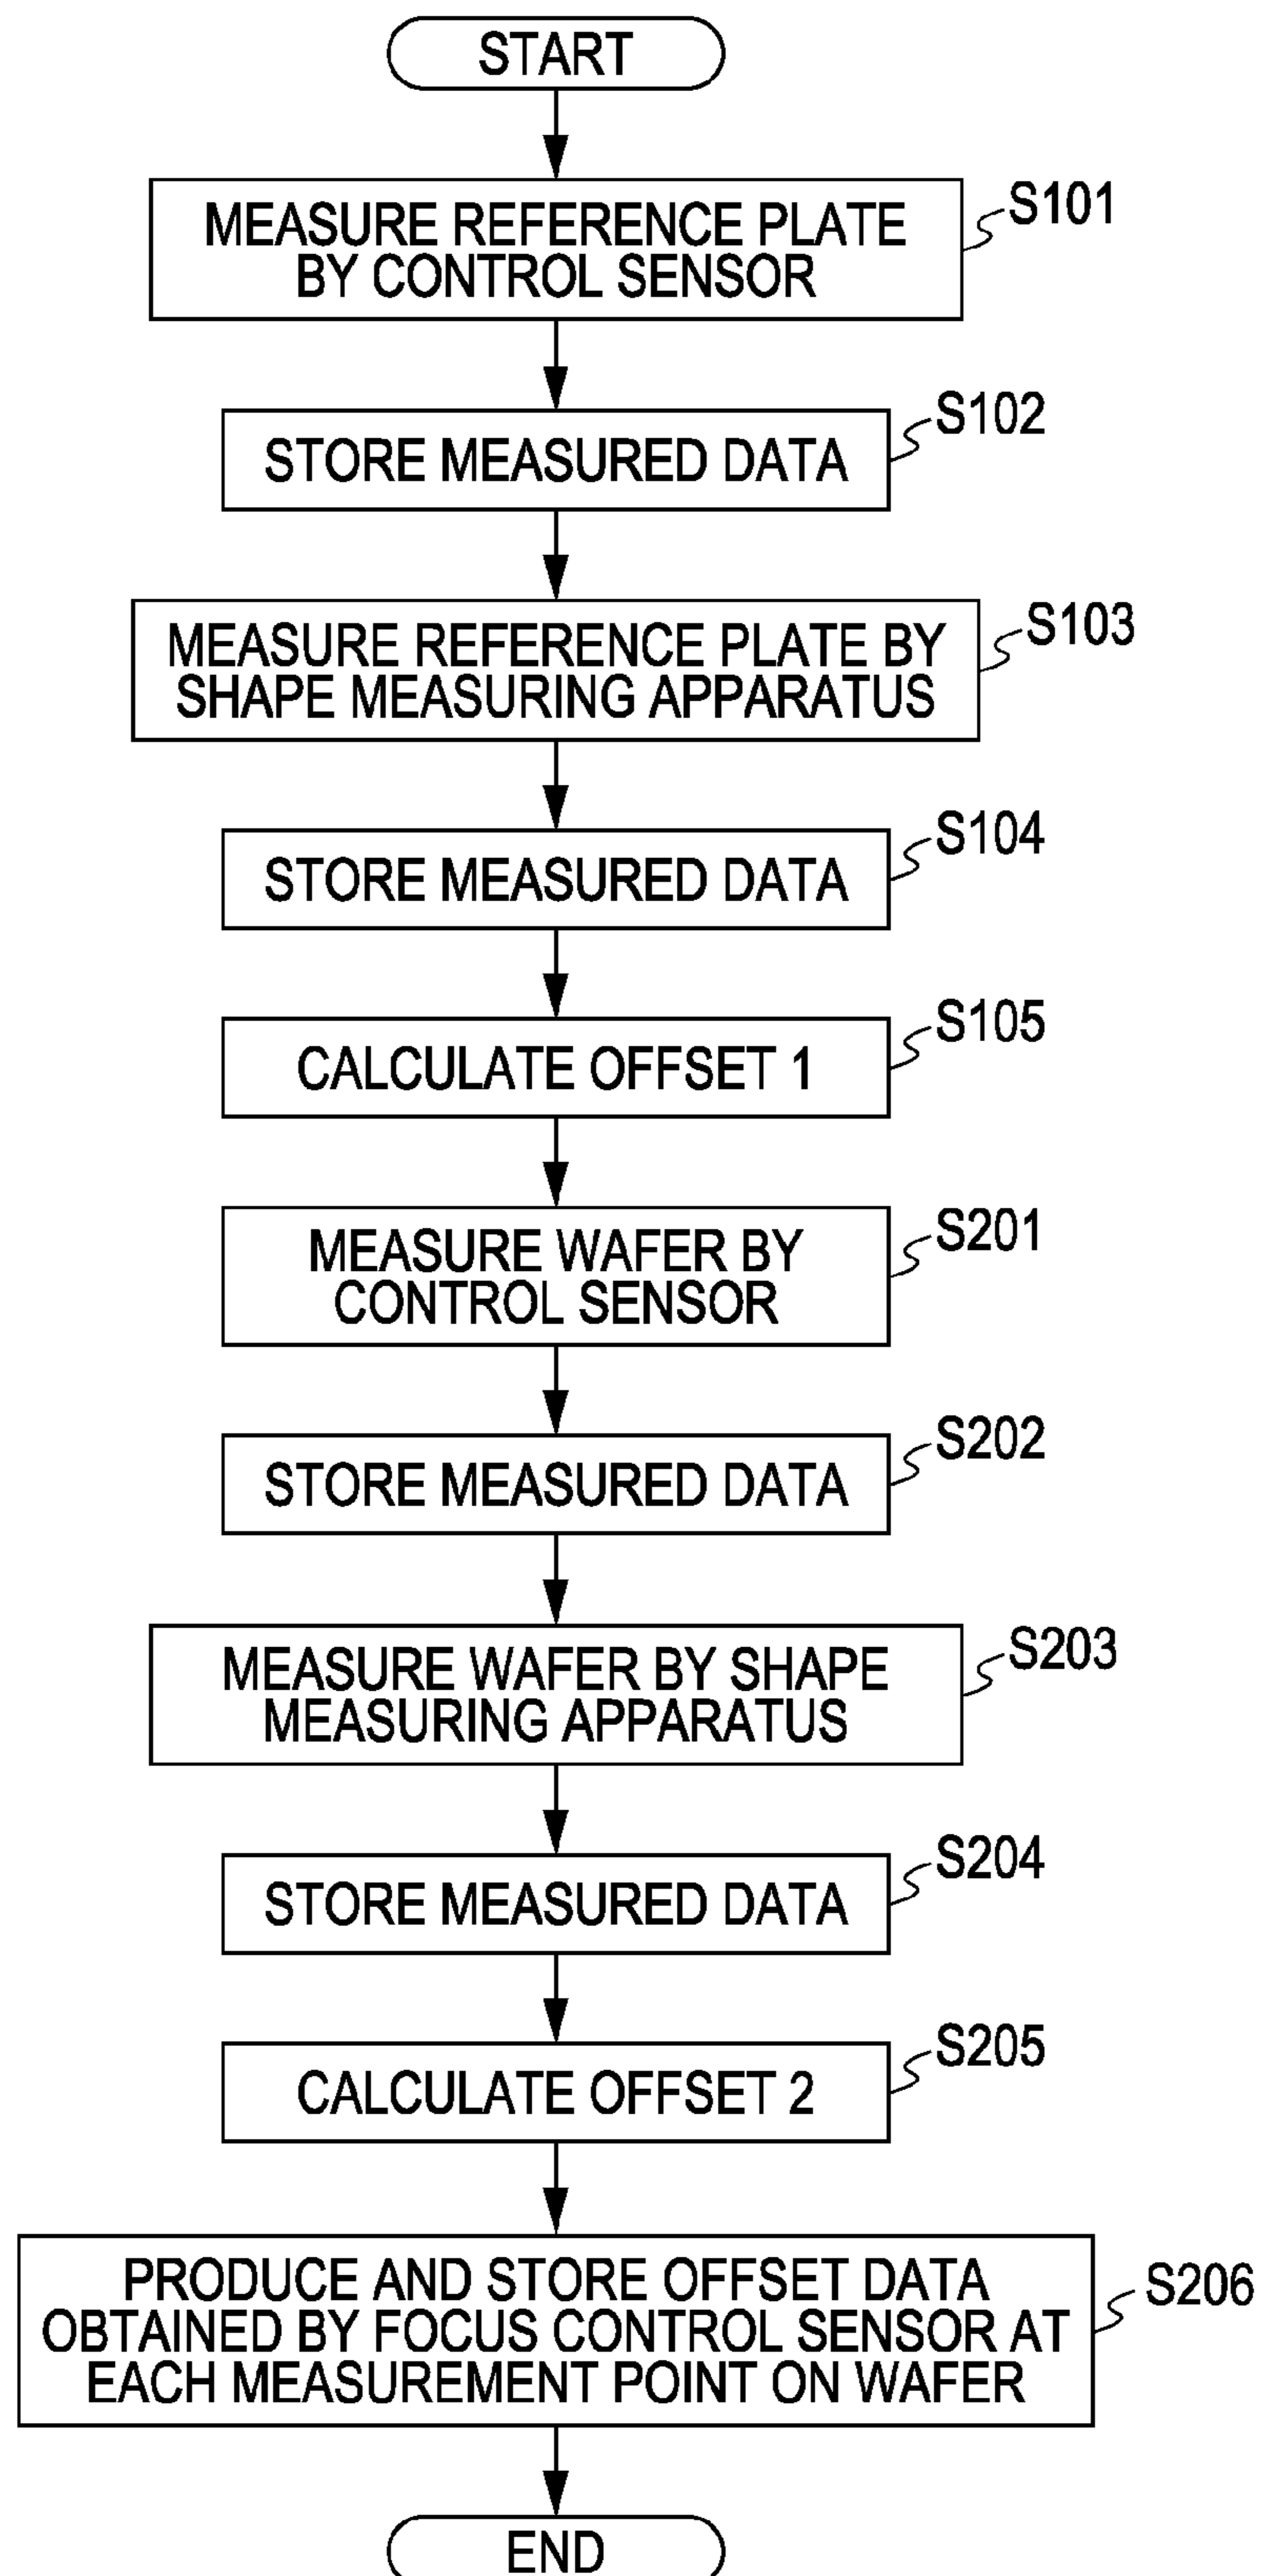 START
MEASURE REFERENCE PLATE
BY CONTROL SENSOR
S101
STORE MEASURED DATA
S102
MEASURE REFERENCE PLATE BY
SHAPE MEASURING APPARATUS
S103
STORE MEASURED DATA
S104
CALCULATE OFFSET 1
S105
MEASURE WAFER BY
CONTROL SENSOR
S201
STORE MEASURED DATA
S202
MEASURE WAFER BY SHAPE
MEASURING APPARATUS
S203
STORE MEASURED DATA
S204
CALCULATE OFFSET 2
S205
PRODUCE AND STORE OFFSET DATA
OBTAINED BY FOCUS CONTROL SENSOR AT
EACH MEASUREMENT POINT ON WAFER
S206
END